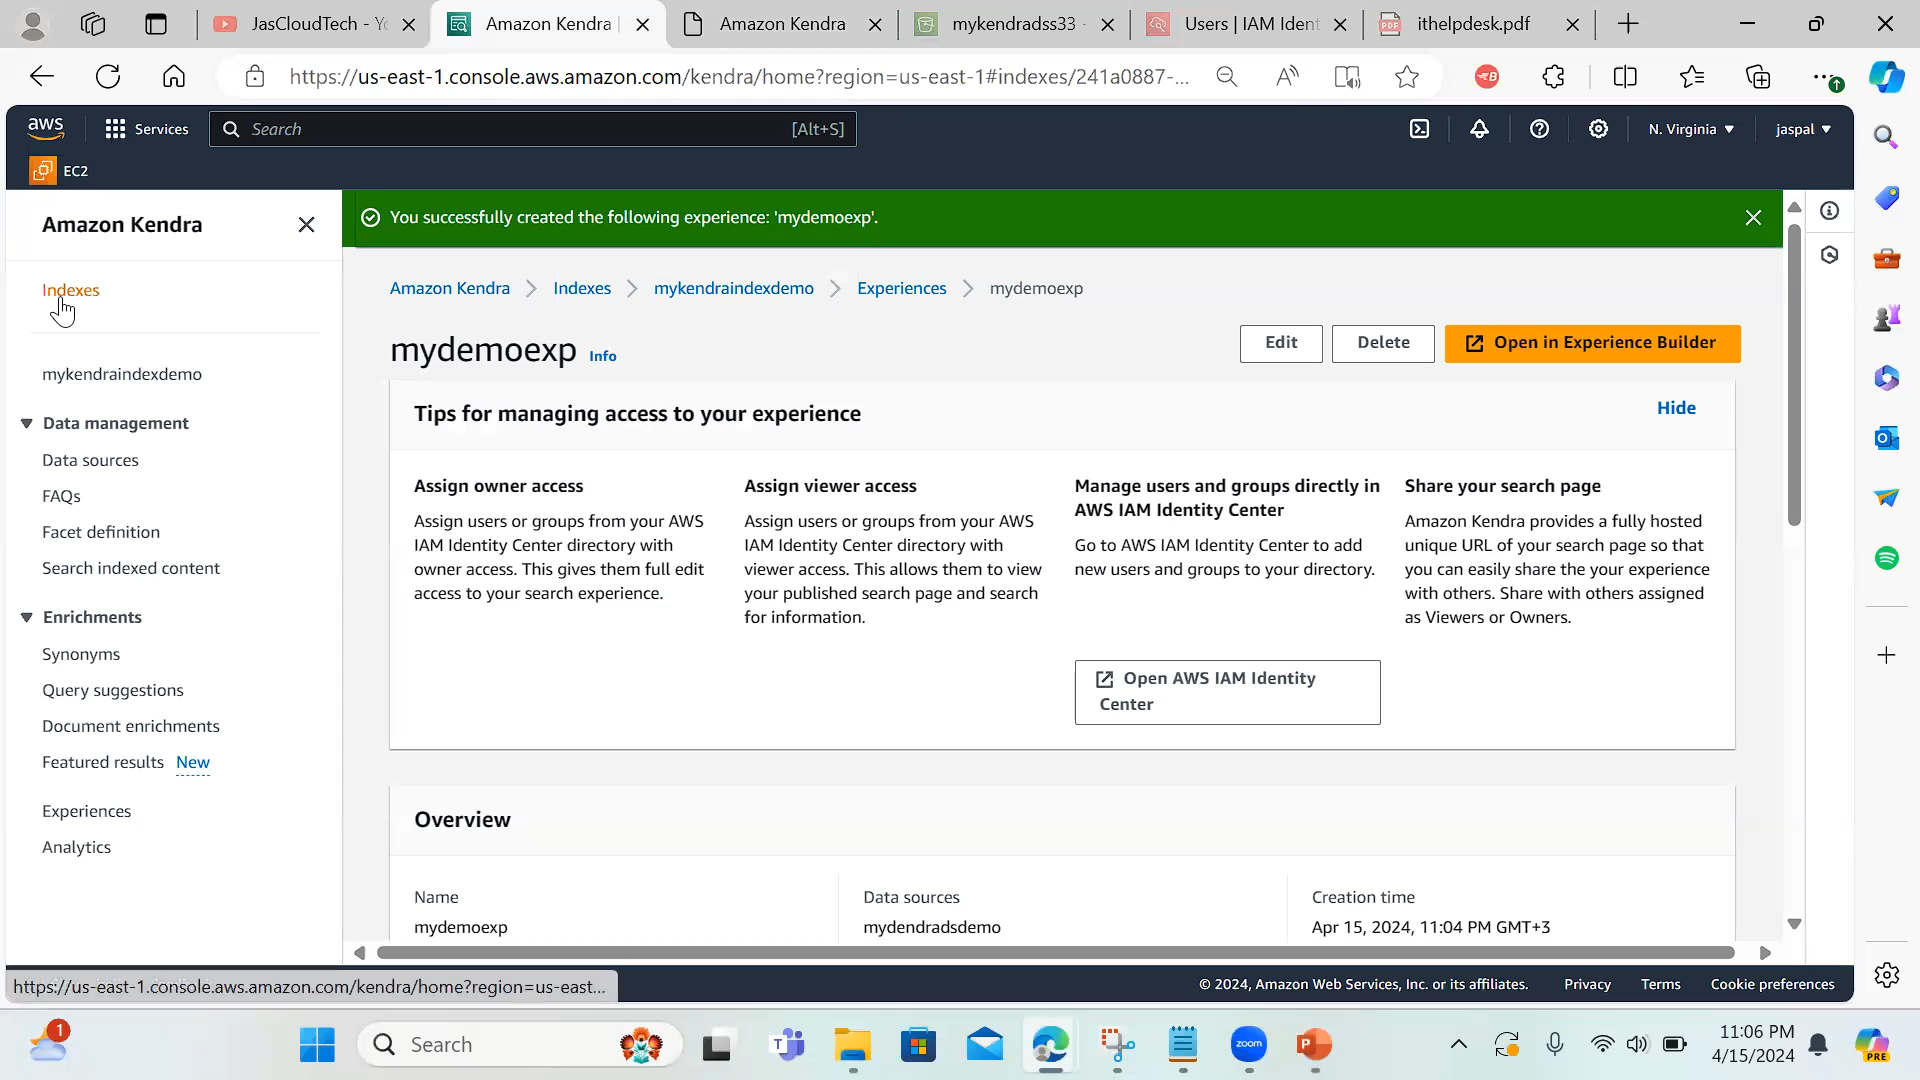 JasCloudTech - Yo
Amazon Kendra |
Amazon Kendra
mykendradss33 -
Users | IAM Ident
ithelpdesk.pdf
https://us-east-1.console.aws.amazon.com/kendra/home?region=us-east-1#indexes/241a0887-...
aws
Services
Search
[Alt+S]
N. Virginia
jaspal
EC2
Amazon Kendra
Indexes
mykendraindexdemo
Data management
Data sources
FAQs
Facet definition
Search indexed content
Enrichments
Synonyms
Query suggestions
Document enrichments
Featured results New
Experiences
Analytics
You successfully created the following experience: 'mydemoexp'.
Amazon Kendra
Indexes
mykendraindexdemo
Experiences
mydemoexp
mydemoexp Info
Edit
Delete
Open in Experience Builder
Tips for managing access to your experience
Hide
Assign owner access
Assign users or groups from your AWS
IAM Identity Center directory with
owner access. This gives them full edit
access to your search experience.
Assign viewer access
Assign users or groups from your AWS
IAM Identity Center directory with
viewer access. This allows them to view
your published search page and search
for information.
Manage users and groups directly in
AWS IAM Identity Center
Go to AWS IAM Identity Center to add
new users and groups to your directory.
Open AWS IAM Identity
Center
Share your search page
Amazon Kendra provides a fully hosted
unique URL of your search page so that
you can easily share the your experience
with others. Share with others assigned
as Viewers or Owners.
Overview
Name
mydemoexp
Data sources
mydendradsdemo
Creation time
Apr 15, 2024, 11:04 PM GMT+3
https://us-east-1.console.aws.amazon.com/kendra/home?region=us-east...
© 2024, Amazon Web Services, Inc. or its affiliates.
Privacy
Terms
Cookie preferences
1
Search
zoom
11:06 PM
4/15/2024
PRE